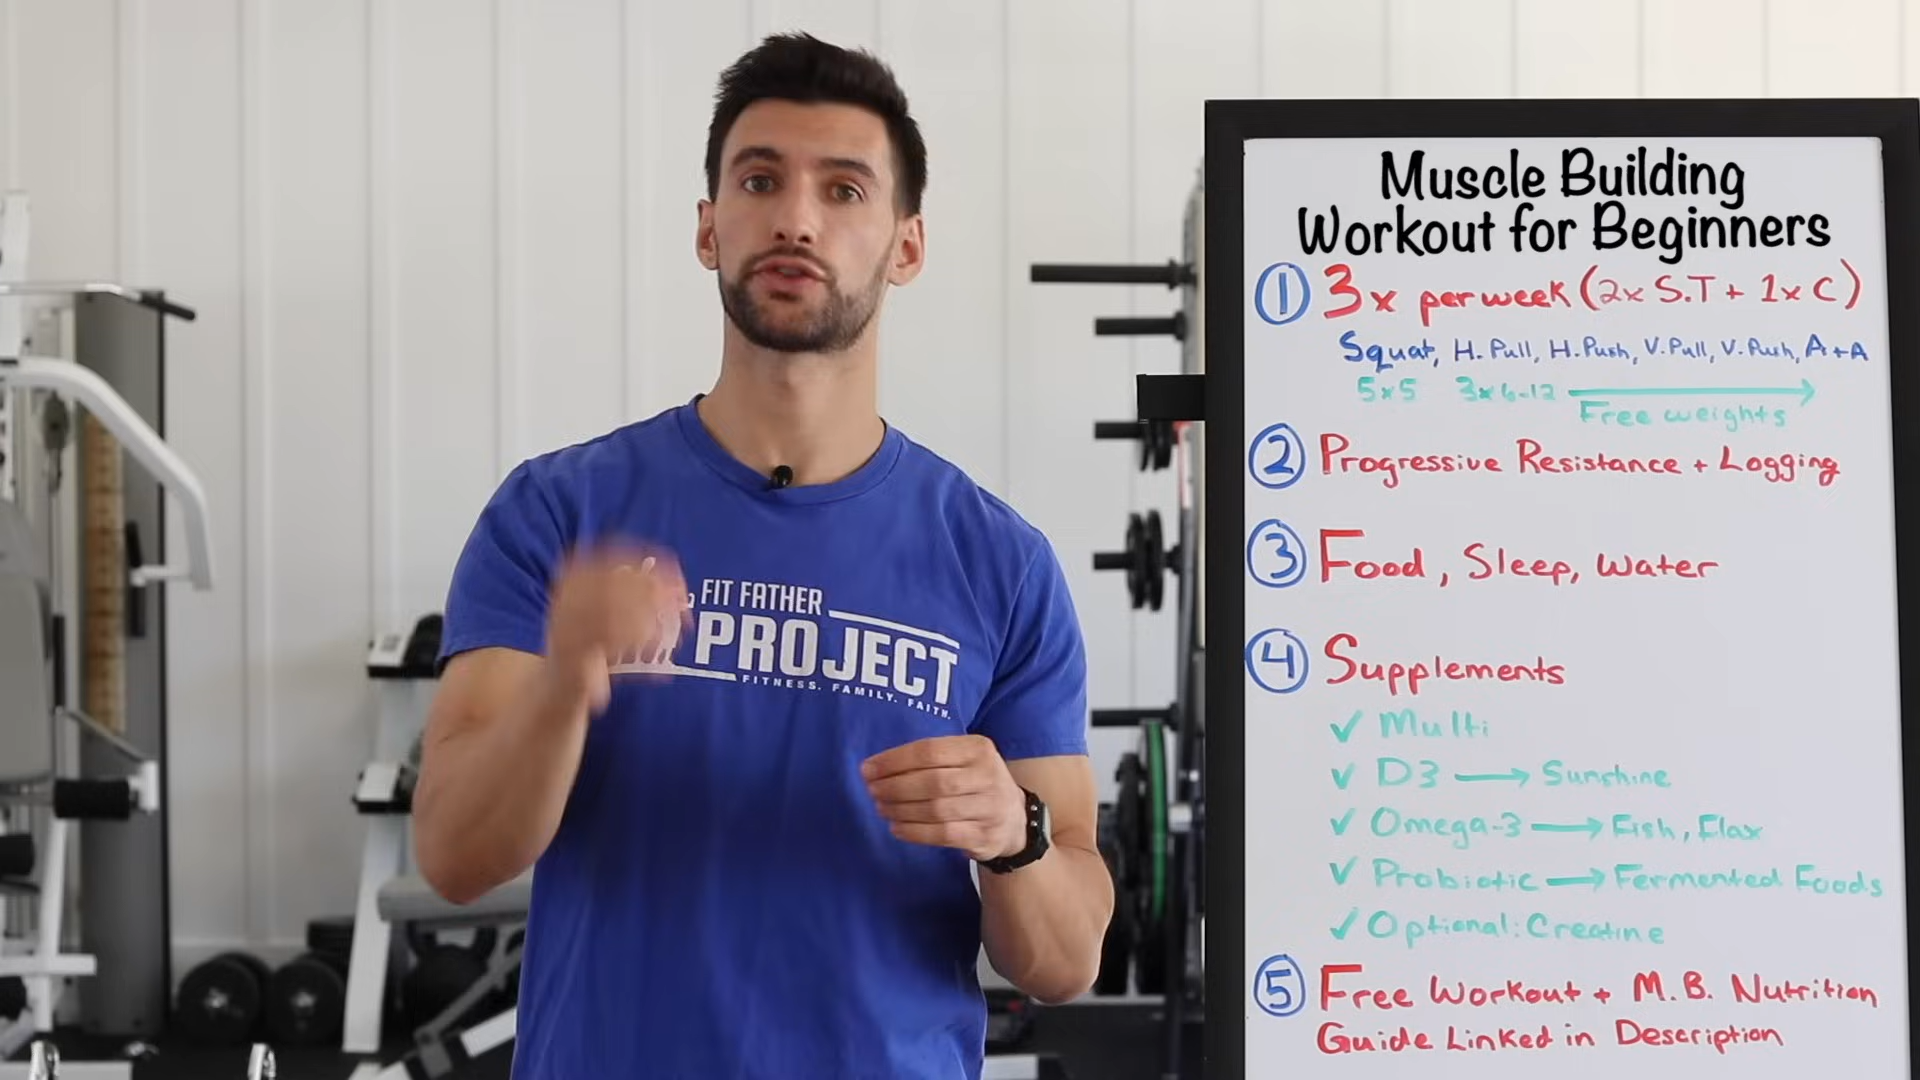 FIT FATHER
PROJECT
FITNESS. FAMILY. FAITH.
Muscle Building
Workout for Beginners
① 3x per week (2x S.T + 1x C)
Squat, H. Pull, H. Push, V. Pull, V. Push, A + A
5x5 3x6-12 →
Free weights
② Progressive Resistance + Logging
③ Food, Sleep, Water
④ Supplements
✓ Multi
✓ D3 → Sunshine
✓ Omega-3 → Fish, Flax
✓ Probiotic → Fermented Foods
✓ Optional: Creatine
⑤ Free Workout + M.B. Nutrition
Guide Linked in Description